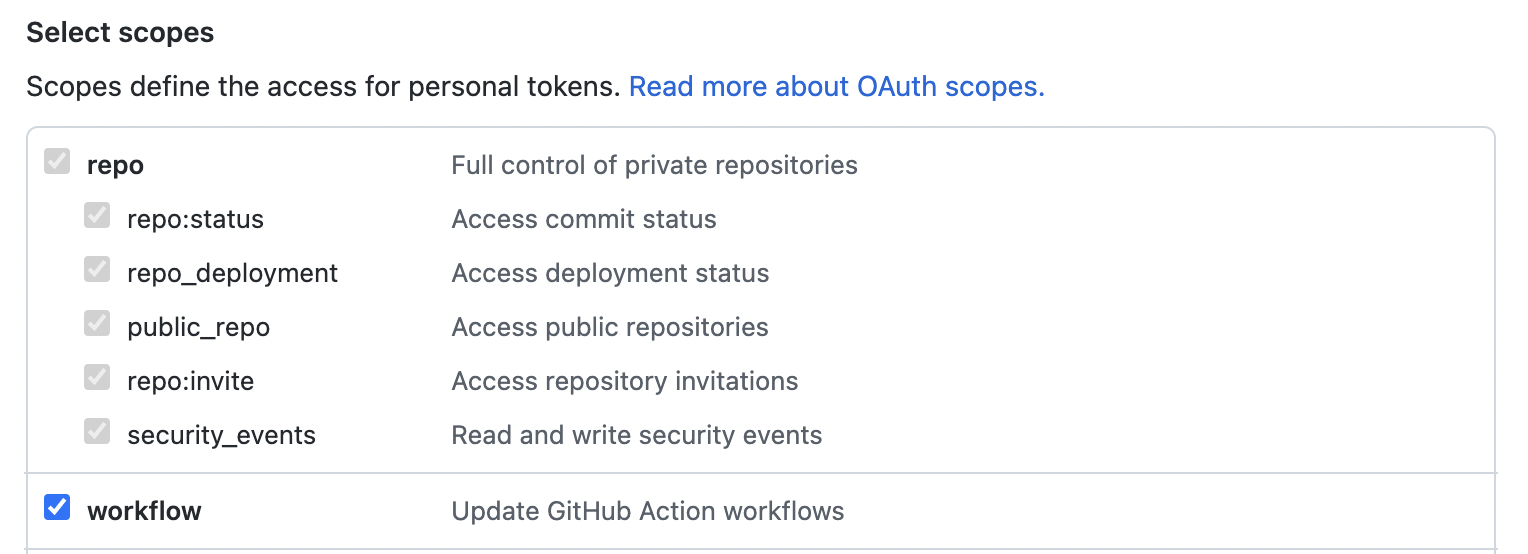 Select scopes
Scopes define the access for personal tokens. Read more about OAuth scopes.
repo Full control of private repositories
repo:status Access commit status
repo_deployment Access deployment status
public_repo Access public repositories
repo:invite Access repository invitations
security_events Read and write security events
workflow Update GitHub Action workflows